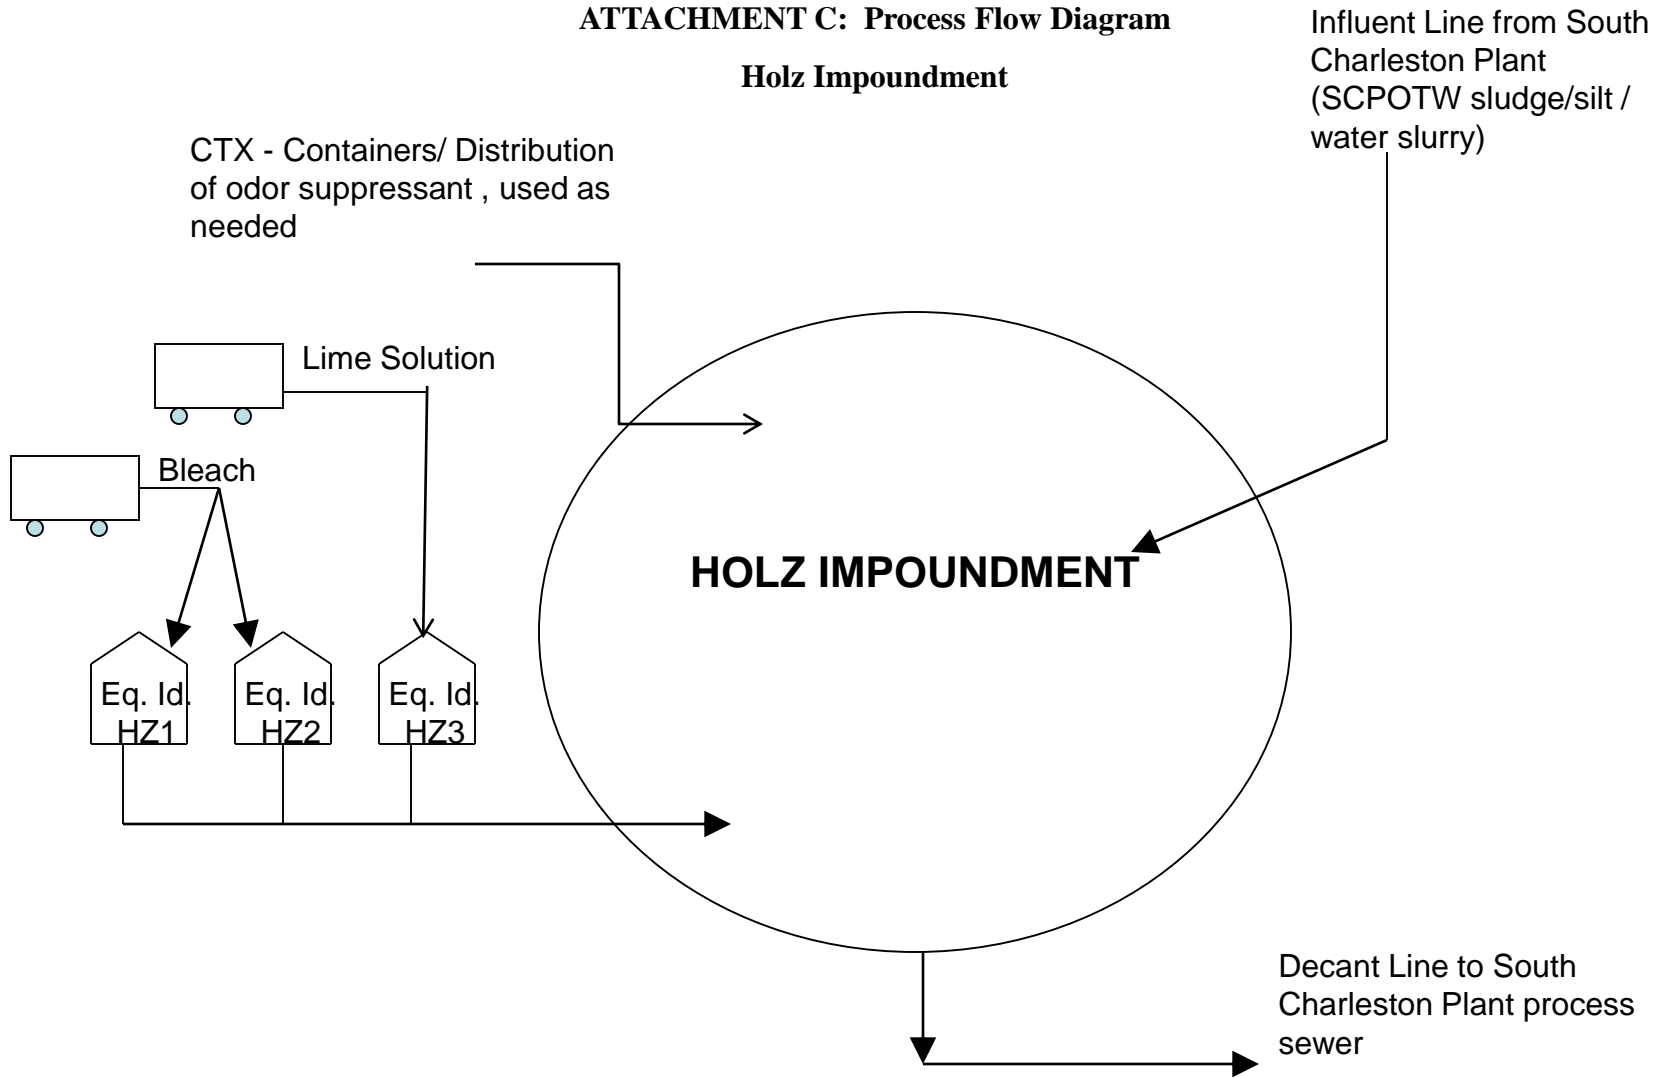 ATTACHMENT C:  Process Flow Diagram
Holz Impoundment
Influent Line from South
Charleston Plant
(SCPOTW sludge/silt /
water slurry)
CTX - Containers/ Distribution
of odor suppressant , used as
needed
Lime Solution
Bleach
HOLZ IMPOUNDMENT
Eq. Id.
HZ1
Eq. Id.
HZ2
Eq. Id.
HZ3
Decant Line to South
Charleston Plant process
sewer